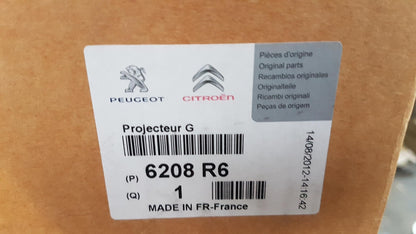 PEUGEOT
CITROËN
Pièces d'origine
Original parts
Recambios originales
Originalteile
Ricambi originali
Peças de origem
Projecteur G
(P) 6208 R6
(Q) 1
MADE IN FR-France
14/08/2012-14:16:42